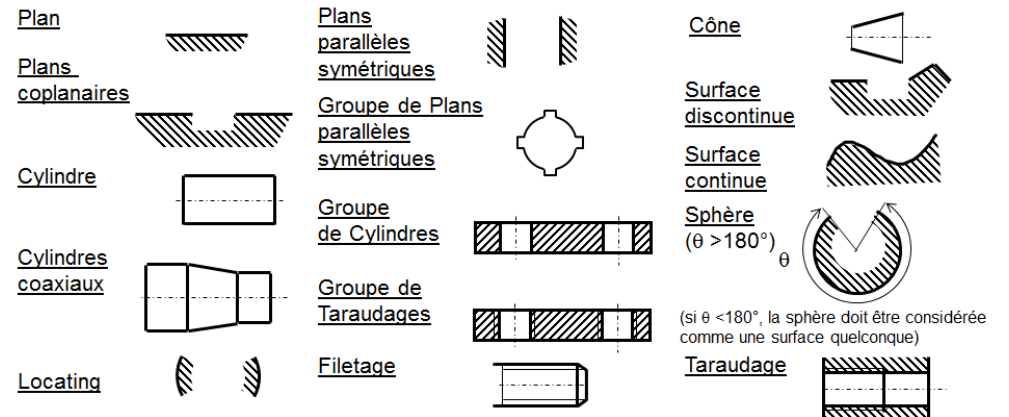 Plan
Plans
coplanaires
Cylindre
Cylindres
coaxiaux
Locating
Plans
parallèles
symétriques
Groupe de Plans
parallèles
symétriques
Groupe
de Cylindres
Groupe de
Taraudages
Filetage
Cône
Surface
discontinue
Surface
continue
Sphère
(θ >180°)
θ
(si θ <180°, la sphère doit être considérée
comme une surface quelconque)
Taraudage